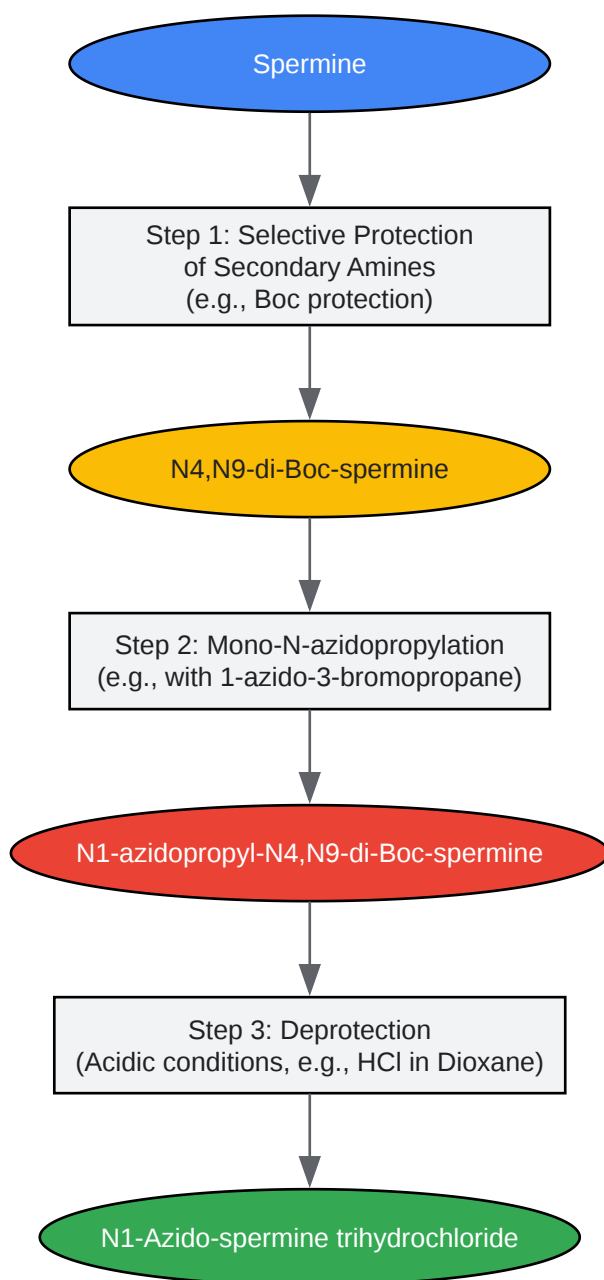 Spermine
Step 1: Selective Protection
of Secondary Amines
(e.g., Boc protection)
N4,N9-di-Boc-spermine
Step 2: Mono-N-azidopropylation
(e.g., with 1-azido-3-bromopropane)
N1-azidopropyl-N4,N9-di-Boc-spermine
Step 3: Deprotection
(Acidic conditions, e.g., HCl in Dioxane)
N1-Azido-spermine trihydrochloride